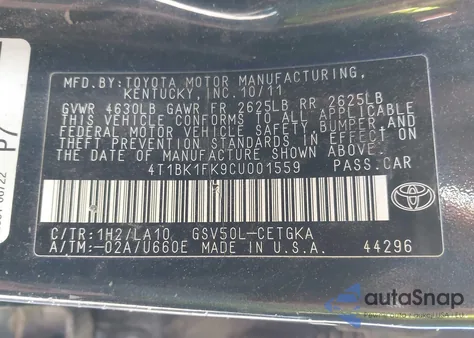 MFD. BY: TOYOTA MOTOR MANUFACTURING,
KENTUCKY, INC. 10/11
GVWR 4630LB GAWR FR 2625LB RR 2625LB
THIS VEHICLE CONFORMS TO ALL APPLICABLE
FEDERAL MOTOR VEHICLE SAFETY, BUMPER AND
THEFT PREVENTION STANDARDS IN EFFECT ON
THE DATE OF MANUFACTURE SHOWN ABOVE.
4T1BK1FK9CU001559 PASS.CAR
C/TR:1H2/LA10 GSV50L-CETGKA
A/TM:-02A/U660E MADE IN U.S.A. 44296
TOYOTA
P7
autoSnap